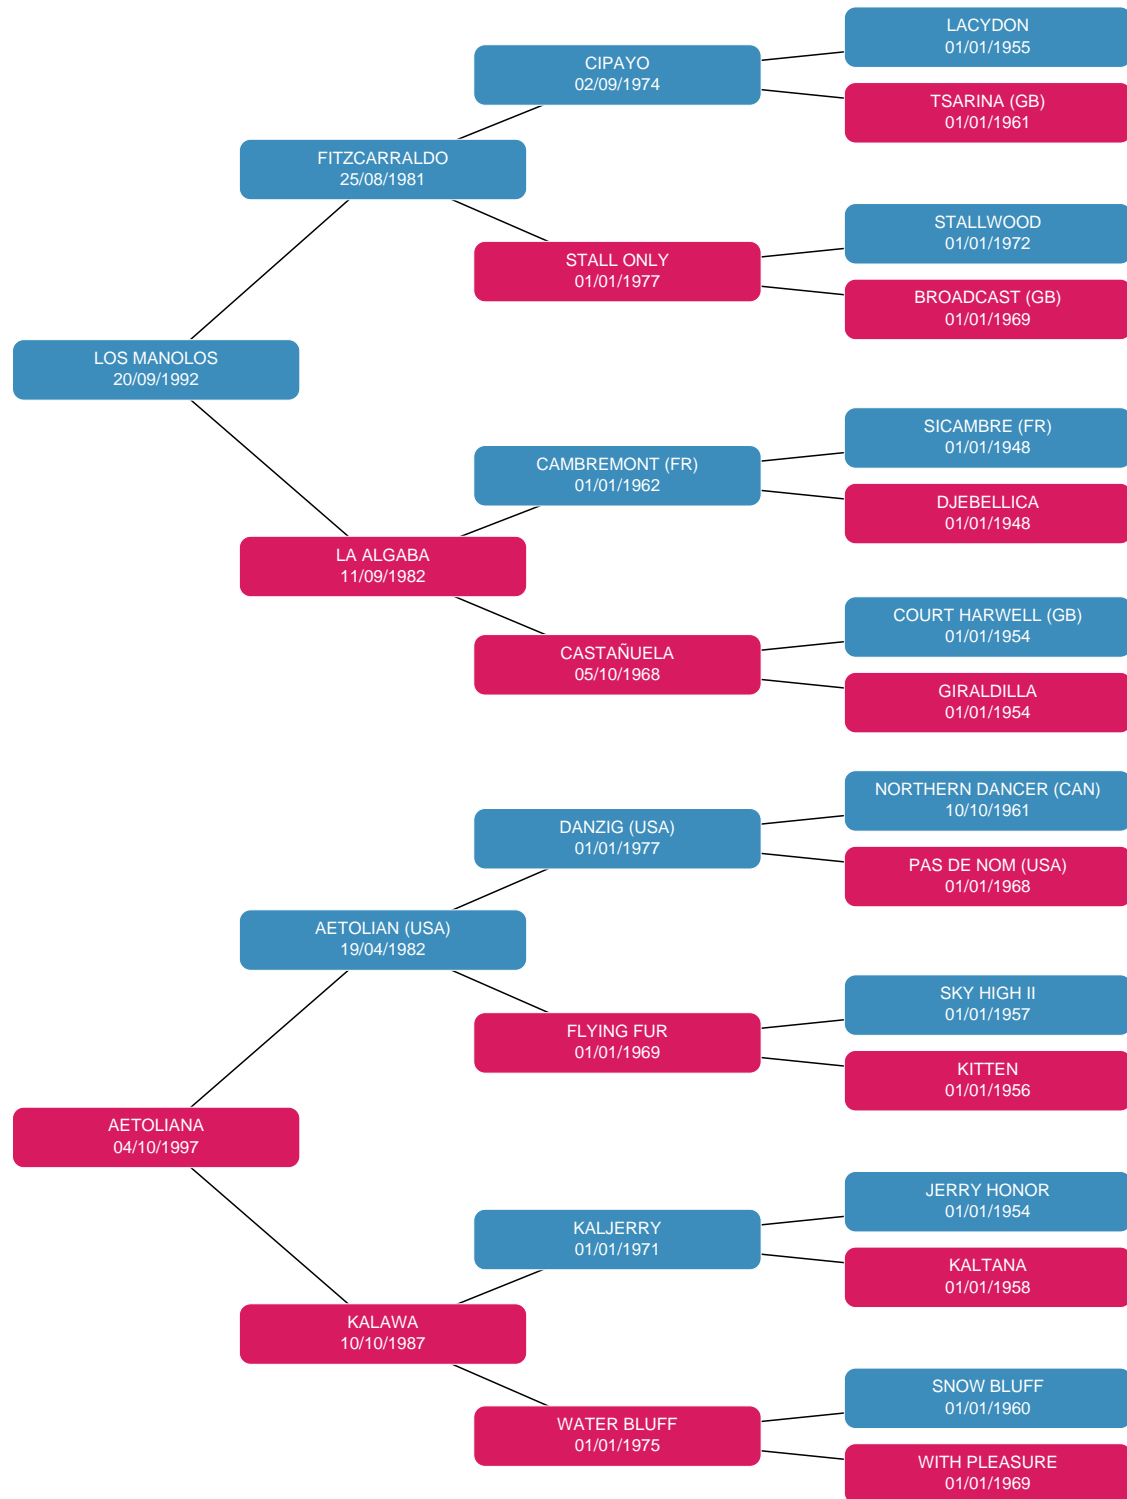 LACYDON
01/01/1955
CIPAYO
02/09/1974
TSARINA (GB)
01/01/1961
FITZCARRALDO
25/08/1981
STALLWOOD
01/01/1972
STALL ONLY
01/01/1977
BROADCAST (GB)
01/01/1969
LOS MANOLOS
20/09/1992
SICAMBRE (FR)
01/01/1948
CAMBREMONT (FR)
01/01/1962
DJEBELLICA
01/01/1948
LA ALGABA
11/09/1982
COURT HARWELL (GB)
01/01/1954
CASTAÑUELA
05/10/1968
GIRALDILLA
01/01/1954
NORTHERN DANCER (CAN)
10/10/1961
DANZIG (USA)
01/01/1977
PAS DE NOM (USA)
01/01/1968
AETOLIAN (USA)
19/04/1982
SKY HIGH II
01/01/1957
FLYING FUR
01/01/1969
KITTEN
01/01/1956
AETOLIANA
04/10/1997
JERRY HONOR
01/01/1954
KALJERRY
01/01/1971
KALTANA
01/01/1958
KALAWA
10/10/1987
SNOW BLUFF
01/01/1960
WATER BLUFF
01/01/1975
WITH PLEASURE
01/01/1969